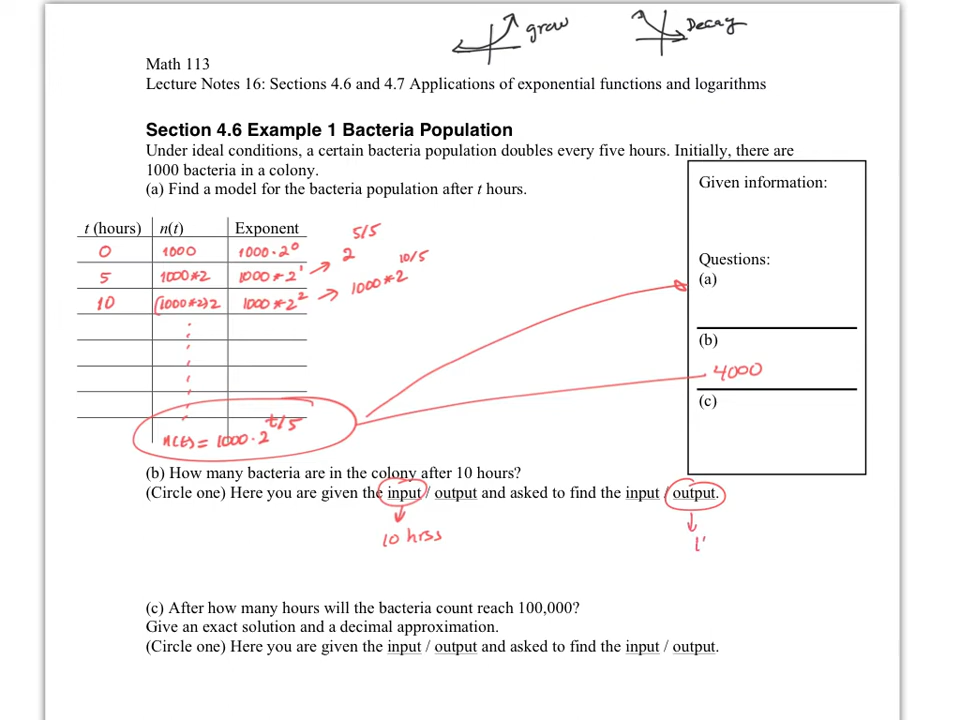 grow
Decay
Math 113
Lecture Notes 16: Sections 4.6 and 4.7 Applications of exponential functions and logarithms
Section 4.6 Example 1 Bacteria Population
Under ideal conditions, a certain bacteria population doubles every five hours. Initially, there are
1000 bacteria in a colony.
(a) Find a model for the bacteria population after t hours.
Given information:
Questions:
(a)
(b)
4000
(c)
t (hours) n(t) Exponent
0 1000 1000·2⁰
5 1000*2 1000*2¹ → 2^5/5
10 (1000*2)2 1000*2² → 1000*2^10/5
n(t) = 1000·2^t/5
(b) How many bacteria are in the colony after 10 hours?
(Circle one) Here you are given the input / output and asked to find the input / output.
10 hrs
(c) After how many hours will the bacteria count reach 100,000?
Give an exact solution and a decimal approximation.
(Circle one) Here you are given the input / output and asked to find the input / output.